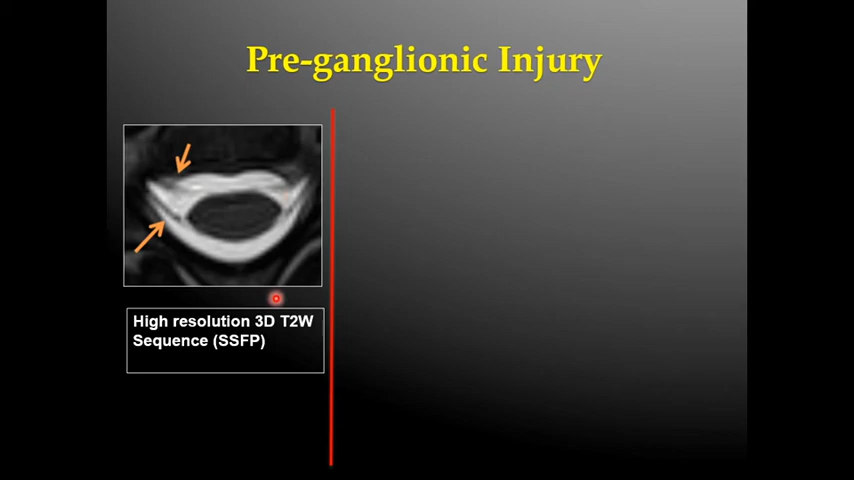 Pre-ganglionic Injury
High resolution 3D T2W
Sequence (SSFP)